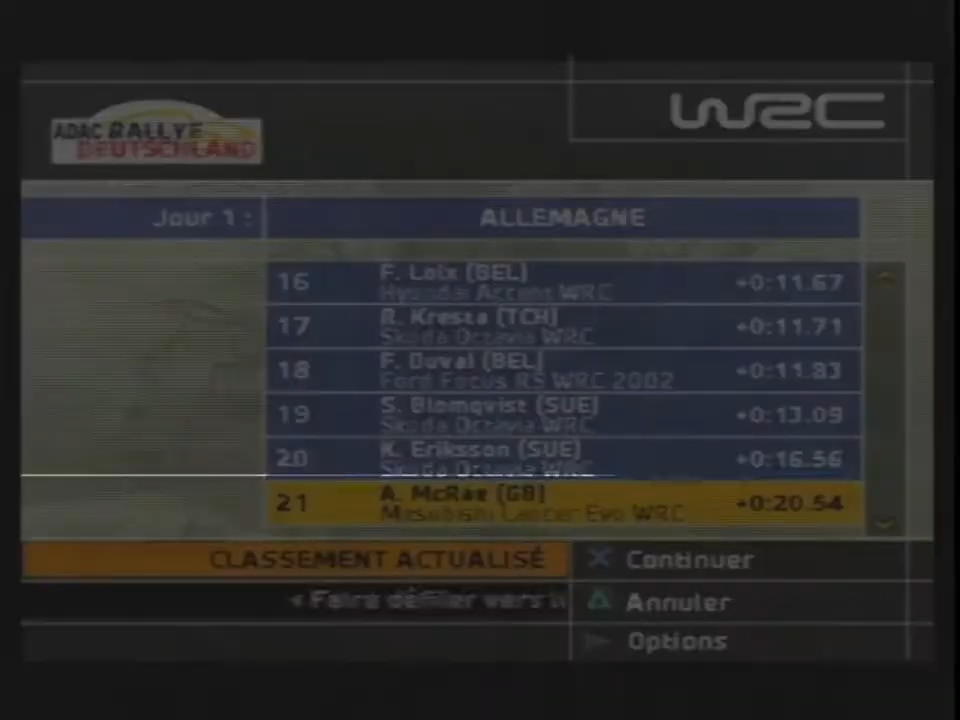 WRC
ADAC RALLYE
DEUTSCHLAND
Jour 1 : ALLEMAGNE
16 F. Loix (BEL) +0:11.67
Hyundai Accent WRC
17 R. Kresta (TCH) +0:11.71
Skoda Octavia WRC
18 F. Duval (BEL) +0:11.83
Ford Focus RS WRC 2002
19 S. Blomqvist (SUE) +0:13.09
Skoda Octavia WRC
20 K. Eriksson (SUE) +0:16.56
Skoda Octavia WRC
21 A. McRae (GB) +0:20.54
Mitsubishi Lancer Evo WRC
CLASSEMENT ACTUALISÉ
Continuer
< Faire défiler vers
Annuler
Options